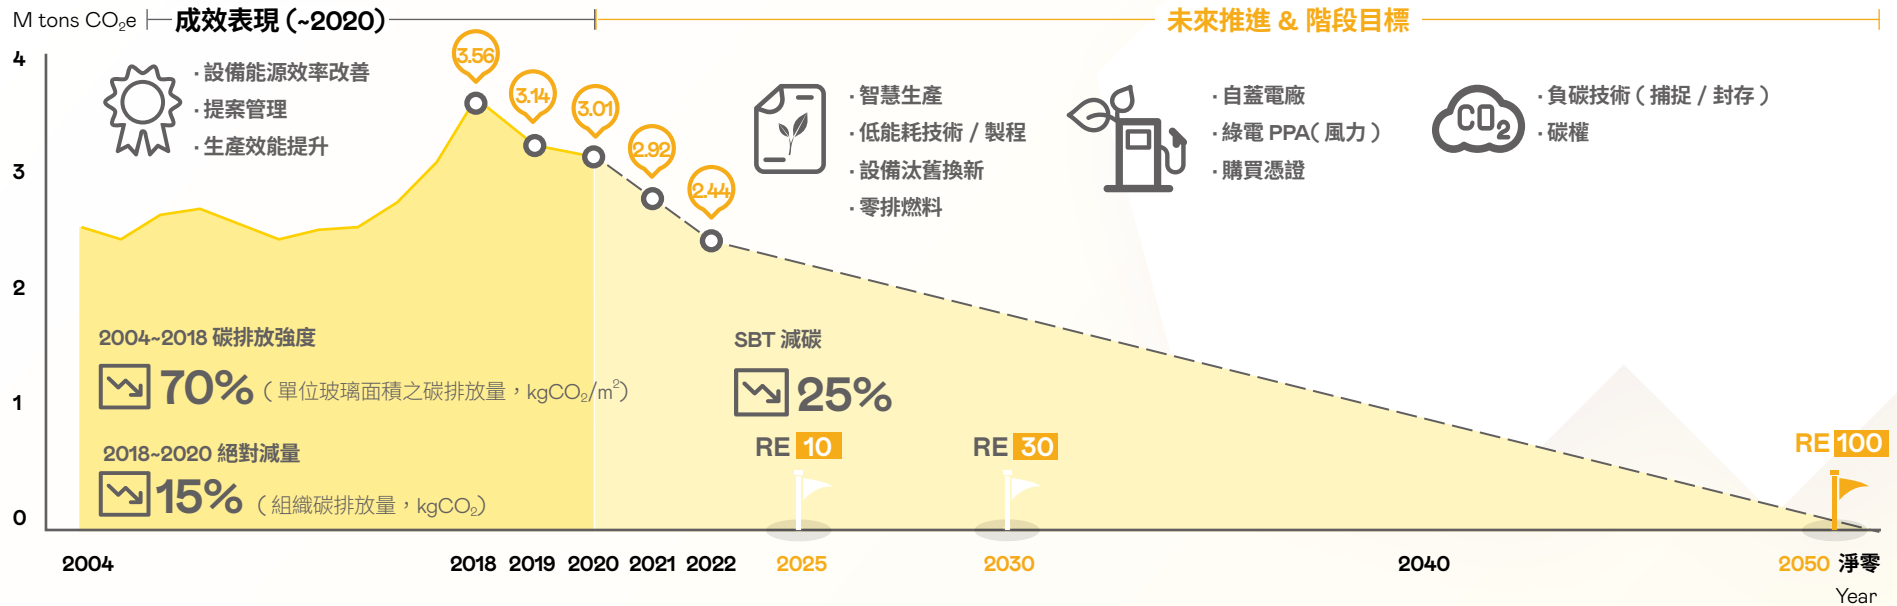 M tons CO₂e
成效表現 (~2020)
未來推進 & 階段目標
4
3
2
1
0
· 設備能源效率改善
· 提案管理
· 生產效能提升
3.56
3.14
3.01
2.92
2.44
· 智慧生產
· 低能耗技術 / 製程
· 設備汰舊換新
· 零排燃料
· 自蓋電廠
· 綠電 PPA( 風力 )
· 購買憑證
CO2
· 負碳技術 ( 捕捉 / 封存 )
· 碳權
2004~2018 碳排放強度
70% ( 單位玻璃面積之碳排放量，kgCO₂/m²)
2018~2020 絕對減量
15% ( 組織碳排放量，kgCO₂)
SBT 減碳
25%
RE 10
RE 30
RE 100
2004
2018
2019
2020
2021
2022
2025
2030
2040
2050 淨零
Year